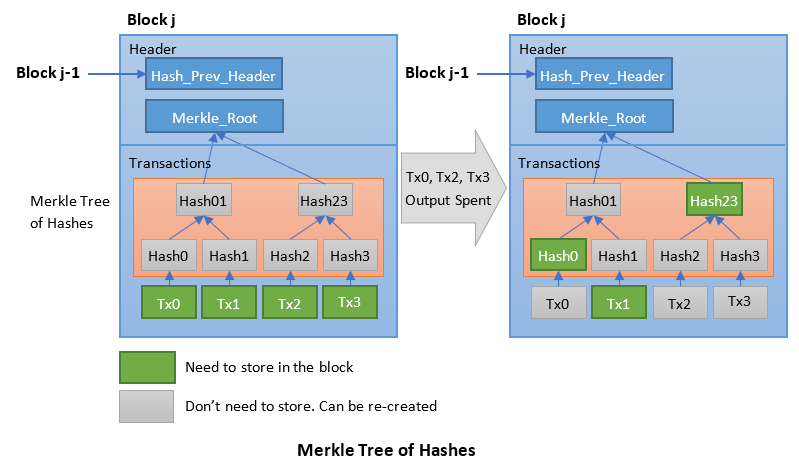 Block j
Block j
Header
Header
Block j-1
Hash_Prev_Header
Block j-1
Hash_Prev_Header
Merkle_Root
Merkle_Root
Transactions
Transactions
Tx0, Tx2, Tx3
Output Spent
Merkle Tree
of Hashes
Hash01
Hash23
Hash01
Hash23
Hash0
Hash1
Hash2
Hash3
Hash0
Hash1
Hash2
Hash3
Tx0
Tx1
Tx2
Tx3
Tx0
Tx1
Tx2
Tx3
Need to store in the block
Don’t need to store. Can be re-created
Merkle Tree of Hashes